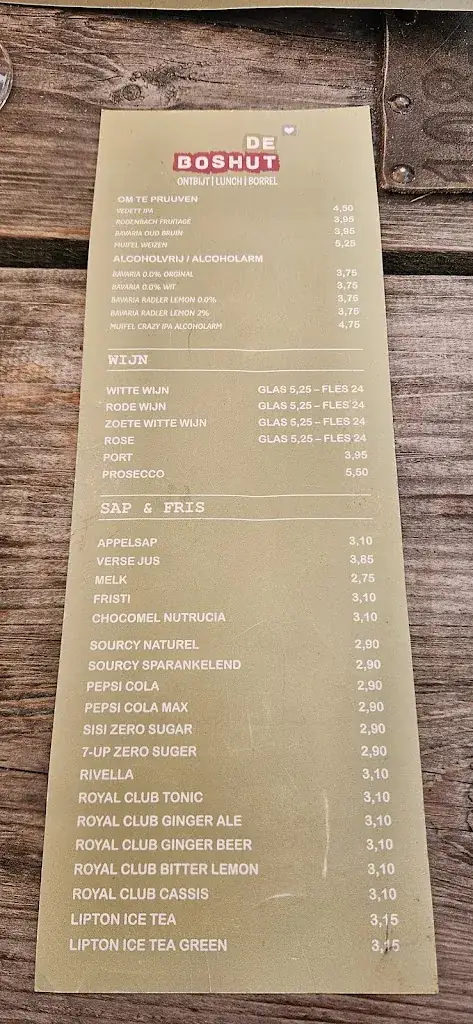 DE
BOSHUT
ONTBIJT | LUNCH | BORREL
OM TE PRUUVEN
VEDETT IPA 4,50
RODENBACH FRUITAGE 3,95
BAVARIA OUD BRUIN 3,95
MUIFEL WEIZEN 5,25
ALCOHOLVRIJ / ALCOHOLARM
BAVARIA 0.0% ORGINAL 3,75
BAVARIA 0.0% WIT 3,75
BAVARIA RADLER LEMON 0.0% 3,75
BAVARIA RADLER LEMON 2% 3,75
MUIFEL CRAZY IPA ALCOHOLARM 4,75
WIJN
WITTE WIJN GLAS 5,25 – FLES 24
RODE WIJN GLAS 5,25 – FLES 24
ZOETE WITTE WIJN GLAS 5,25 – FLES 24
ROSE GLAS 5,25 – FLES 24
PORT 3,95
PROSECCO 5,50
SAP & FRIS
APPELSAP 3,10
VERSE JUS 3,85
MELK 2,75
FRISTI 3,10
CHOCOMEL NUTRUCIA 3,10
SOURCY NATUREL 2,90
SOURCY SPARANKELEND 2,90
PEPSI COLA 2,90
PEPSI COLA MAX 2,90
SISI ZERO SUGAR 2,90
7-UP ZERO SUGER 2,90
RIVELLA 3,10
ROYAL CLUB TONIC 3,10
ROYAL CLUB GINGER ALE 3,10
ROYAL CLUB GINGER BEER 3,10
ROYAL CLUB BITTER LEMON 3,10
ROYAL CLUB CASSIS 3,10
LIPTON ICE TEA 3,15
LIPTON ICE TEA GREEN 3,15